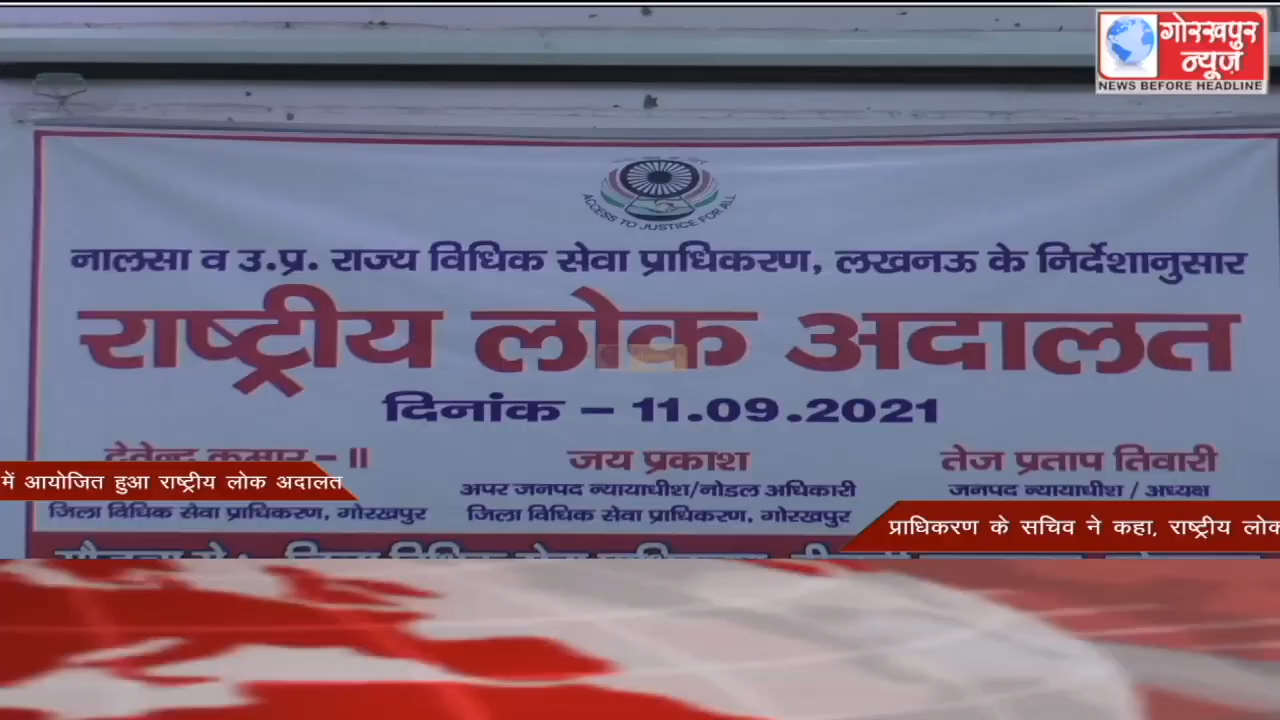 गोरखपुर
न्यूज़
NEWS BEFORE HEADLINE
ACCESS TO JUSTICE FOR ALL
नालसा व उ.प्र. राज्य विधिक सेवा प्राधिकरण, लखनऊ के निर्देशानुसार
राष्ट्रीय लोक अदालत
दिनांक – 11.09.2021
देवेन्द्र कुमार – II
जय प्रकाश
तेज प्रताप तिवारी
में आयोजित हुआ राष्ट्रीय लोक अदालत
अपर जनपद न्यायाधीश/नोडल अधिकारी
जनपद न्यायाधीश / अध्यक्ष
जिला विधिक सेवा प्राधिकरण, गोरखपुर
जिला विधिक सेवा प्राधिकरण, गोरखपुर
प्राधिकरण के सचिव ने कहा, राष्ट्रीय लोक